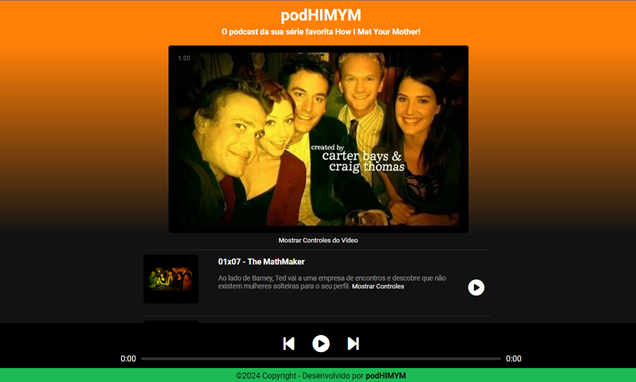 podHIMYM
O podcast da sua série favorita How I Met Your Mother!
1.00
created by
carter bays &
craig thomas
Mostrar Controles do Vídeo
01x07 - The MathMaker
Ao lado de Barney, Ted vai a uma empresa de encontros e descobre que não
existem mulheres solteiras para o seu perfil. Mostrar Controles
0:00
0:00
©2024 Copyright - Desenvolvido por podHIMYM